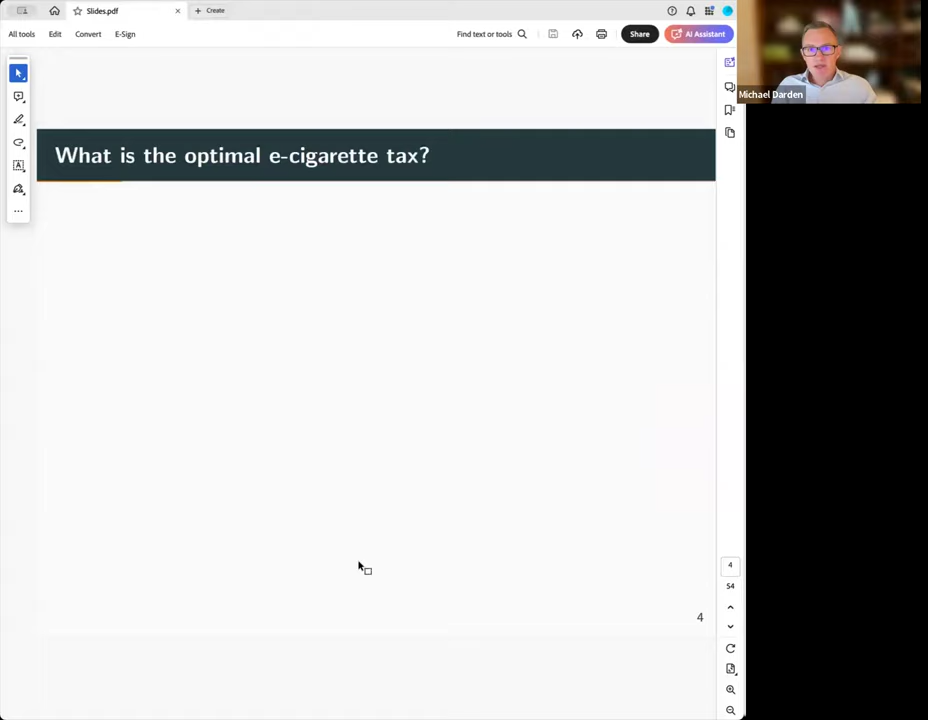 Slides.pdf
Create
All tools
Edit
Convert
E-Sign
Find text or tools
Share
AI Assistant
Michael Darden
What is the optimal e-cigarette tax?
4
54
4